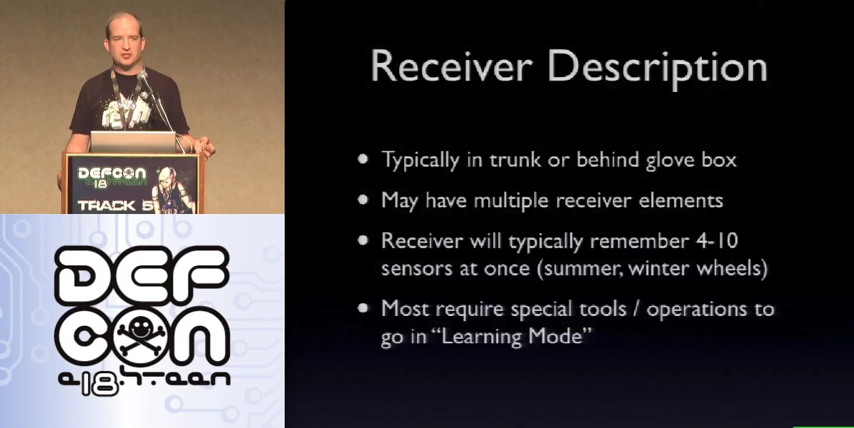 Receiver Description
• Typically in trunk or behind glove box
• May have multiple receiver elements
• Receiver will typically remember 4-10
sensors at once (summer, winter wheels)
• Most require special tools / operations to
go in “Learning Mode”
DEFCON
18
TRACK 5
DEF
CON
e18hteen